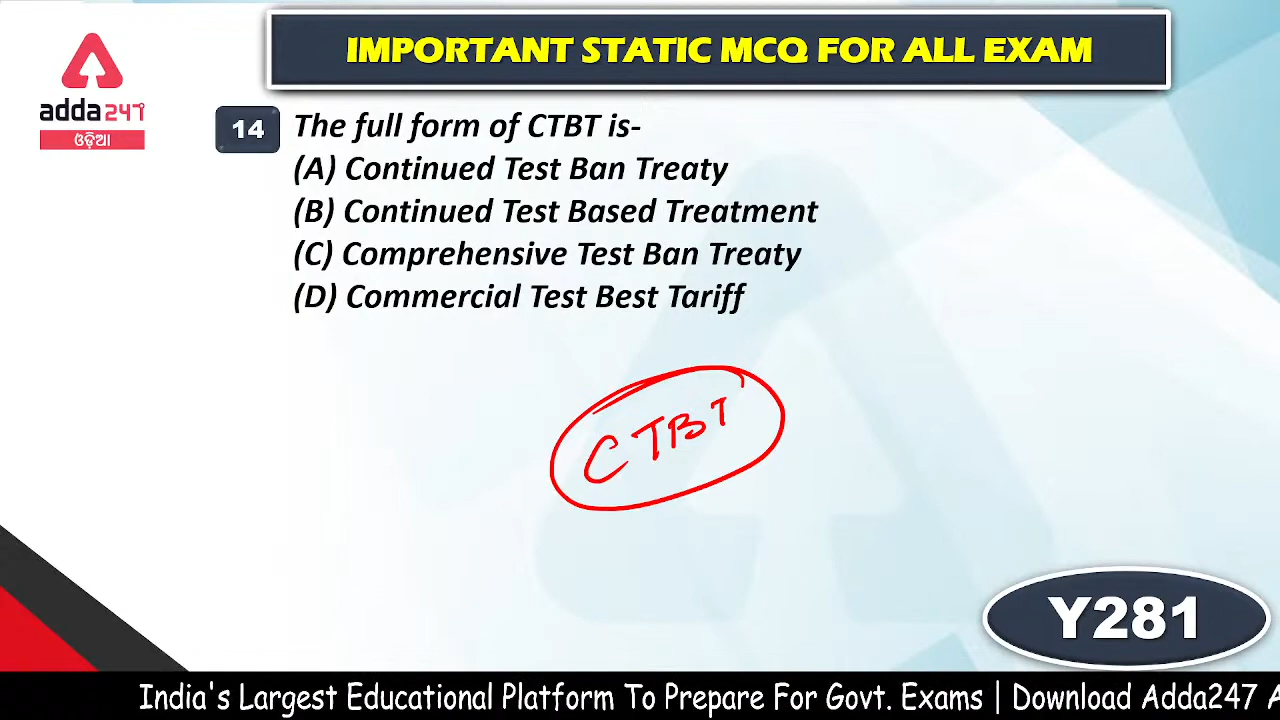 IMPORTANT STATIC MCQ FOR ALL EXAM
adda247
ଓଡ଼ିଆ
14 The full form of CTBT is-
(A) Continued Test Ban Treaty
(B) Continued Test Based Treatment
(C) Comprehensive Test Ban Treaty
(D) Commercial Test Best Tariff
CTBT
Y281
India's Largest Educational Platform To Prepare For Govt. Exams | Download Adda247 A